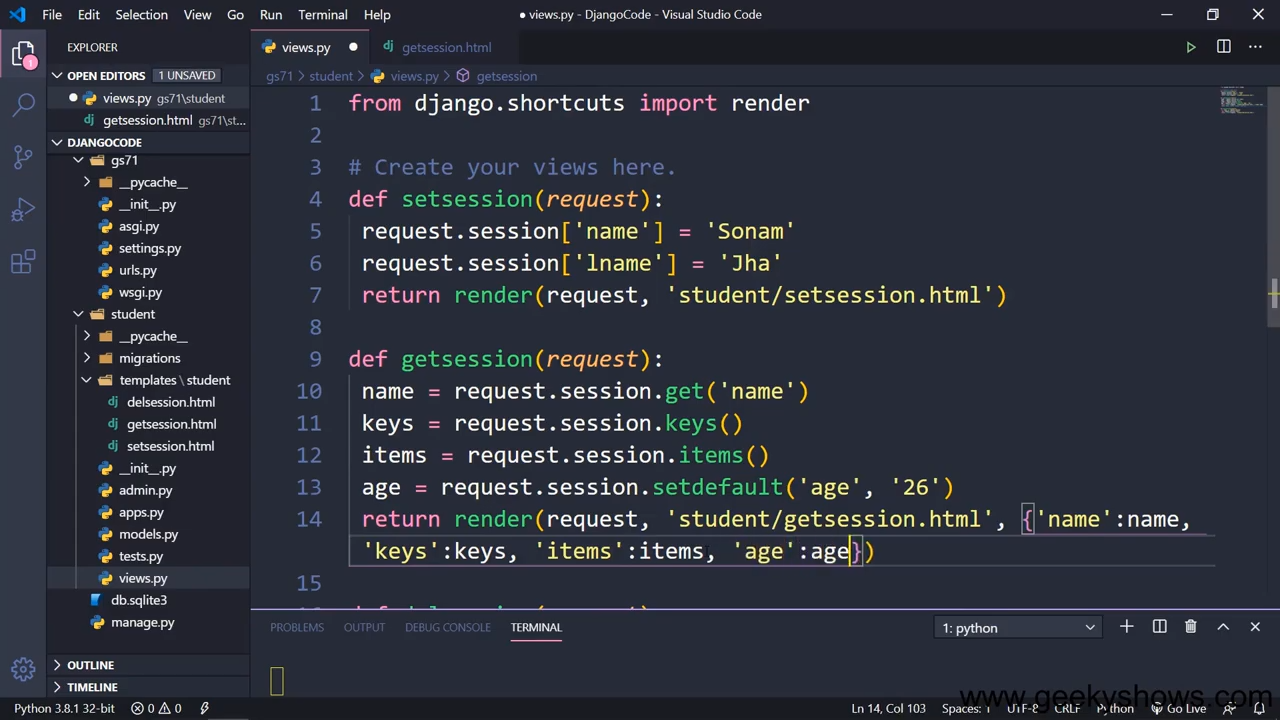 File Edit Selection View Go Run Terminal Help
● views.py - DjangoCode - Visual Studio Code
EXPLORER
views.py
getsession.html
OPEN EDITORS 1 UNSAVED
gs71 > student > views.py > getsession
views.py gs71\student
getsession.html gs71\st...
DJANGOCODE
gs71
__pycache__
__init__.py
asgi.py
settings.py
urls.py
wsgi.py
student
__pycache__
migrations
templates \ student
delsession.html
getsession.html
setsession.html
__init__.py
admin.py
apps.py
models.py
tests.py
views.py
db.sqlite3
manage.py
OUTLINE
TIMELINE
1 from django.shortcuts import render
2
3 # Create your views here.
4 def setsession(request):
5 request.session['name'] = 'Sonam'
6 request.session['lname'] = 'Jha'
7 return render(request, 'student/setsession.html')
8
9 def getsession(request):
10 name = request.session.get('name')
11 keys = request.session.keys()
12 items = request.session.items()
13 age = request.session.setdefault('age', '26')
14 return render(request, 'student/getsession.html', {'name':name,
'keys':keys, 'items':items, 'age':age})
15
PROBLEMS OUTPUT DEBUG CONSOLE TERMINAL
1: python
www.geekyshows.com
Python 3.8.1 32-bit 0 0
Ln 14, Col 103 Spaces: 1 UTF-8 CRLF Python Go Live